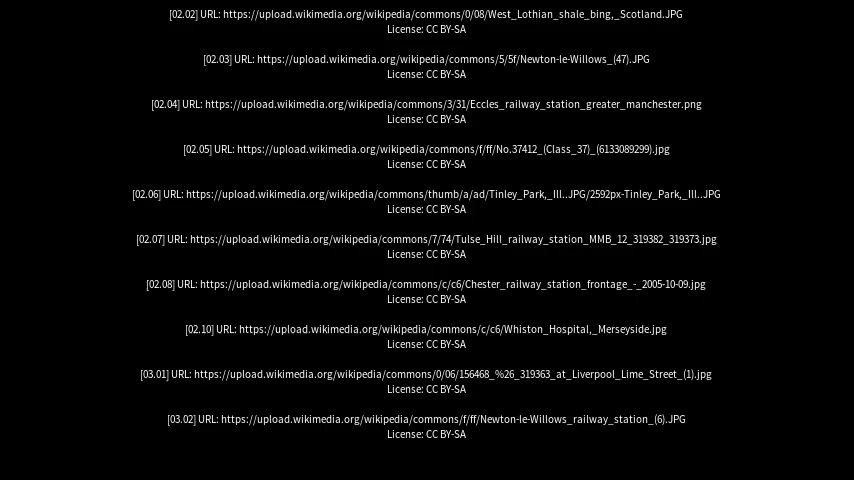 [02.02] URL: https://upload.wikimedia.org/wikipedia/commons/0/08/West_Lothian_shale_bing,_Scotland.JPG
License: CC BY-SA
[02.03] URL: https://upload.wikimedia.org/wikipedia/commons/5/5f/Newton-le-Willows_(47).JPG
License: CC BY-SA
[02.04] URL: https://upload.wikimedia.org/wikipedia/commons/3/31/Eccles_railway_station_greater_manchester.png
License: CC BY-SA
[02.05] URL: https://upload.wikimedia.org/wikipedia/commons/f/ff/No.37412_(Class_37)_(6133089299).jpg
License: CC BY-SA
[02.06] URL: https://upload.wikimedia.org/wikipedia/commons/thumb/a/ad/Tinley_Park,_Ill..JPG/2592px-Tinley_Park,_Ill..JPG
License: CC BY-SA
[02.07] URL: https://upload.wikimedia.org/wikipedia/commons/7/74/Tulse_Hill_railway_station_MMB_12_319382_319373.jpg
License: CC BY-SA
[02.08] URL: https://upload.wikimedia.org/wikipedia/commons/c/c6/Chester_railway_station_frontage_-_2005-10-09.jpg
License: CC BY-SA
[02.10] URL: https://upload.wikimedia.org/wikipedia/commons/c/c6/Whiston_Hospital,_Merseyside.jpg
License: CC BY-SA
[03.01] URL: https://upload.wikimedia.org/wikipedia/commons/0/06/156468_%26_319363_at_Liverpool_Lime_Street_(1).jpg
License: CC BY-SA
[03.02] URL: https://upload.wikimedia.org/wikipedia/commons/f/ff/Newton-le-Willows_railway_station_(6).JPG
License: CC BY-SA